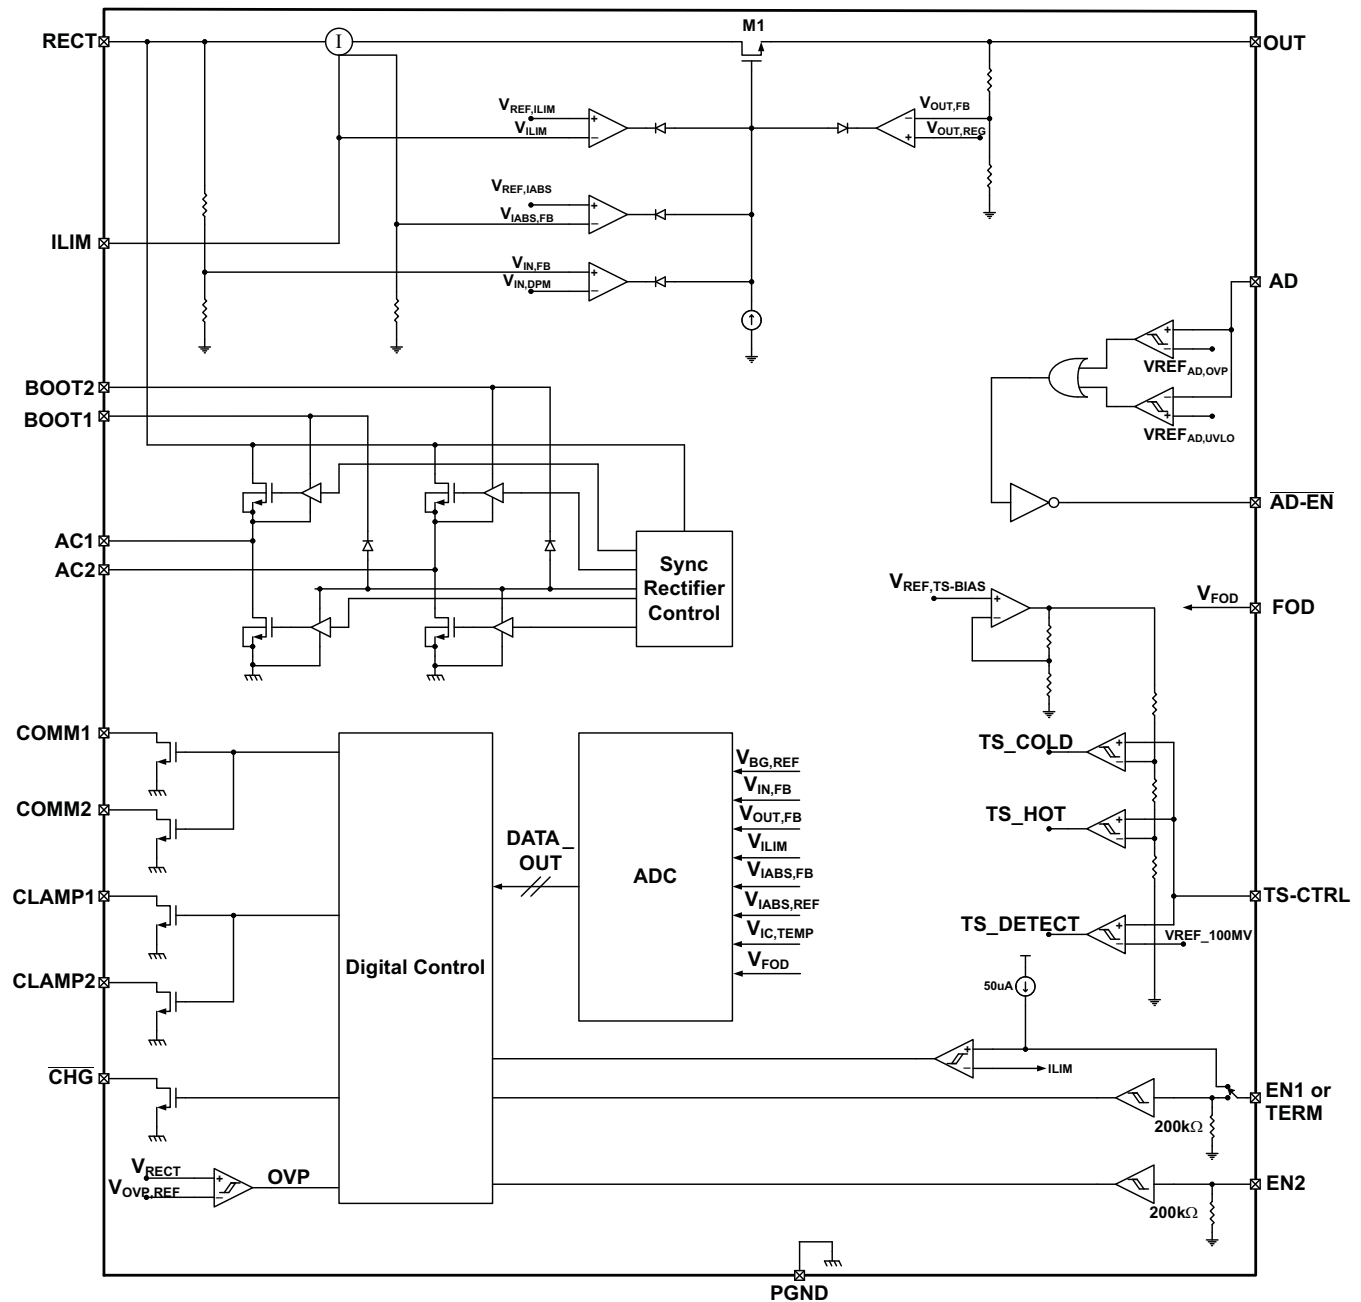 M1
RECT
I
OUT
VREF,ILIM
VILIM
+
−
VOUT,FB
VOUT,REG
−
+
VREF,IABS
VIABS,FB
+
−
ILIM
VIN,FB
VIN,DPM
+
−
AD
+
−
VREFAD,OVP
BOOT2
BOOT1
−
+
VREFAD,UVLO
AD-EN
AC1
AC2
Sync
Rectifier
Control
VREF,TS-BIAS
+
−
VFOD
FOD
COMM1
COMM2
CLAMP1
CLAMP2
CHG
Digital Control
DATA_
OUT
ADC
VBG,REF
VIN,FB
VOUT,FB
VILIM
VIABS,FB
VIABS,REF
VIC,TEMP
VFOD
TS_COLD
+
−
TS_HOT
+
−
TS-CTRL
TS_DETECT
+
−
VREF_100MV
50uA
+
−
ILIM
EN1 or
TERM
200kΩ
VRECT
VOVP,REF
+
−
OVP
EN2
200kΩ
PGND